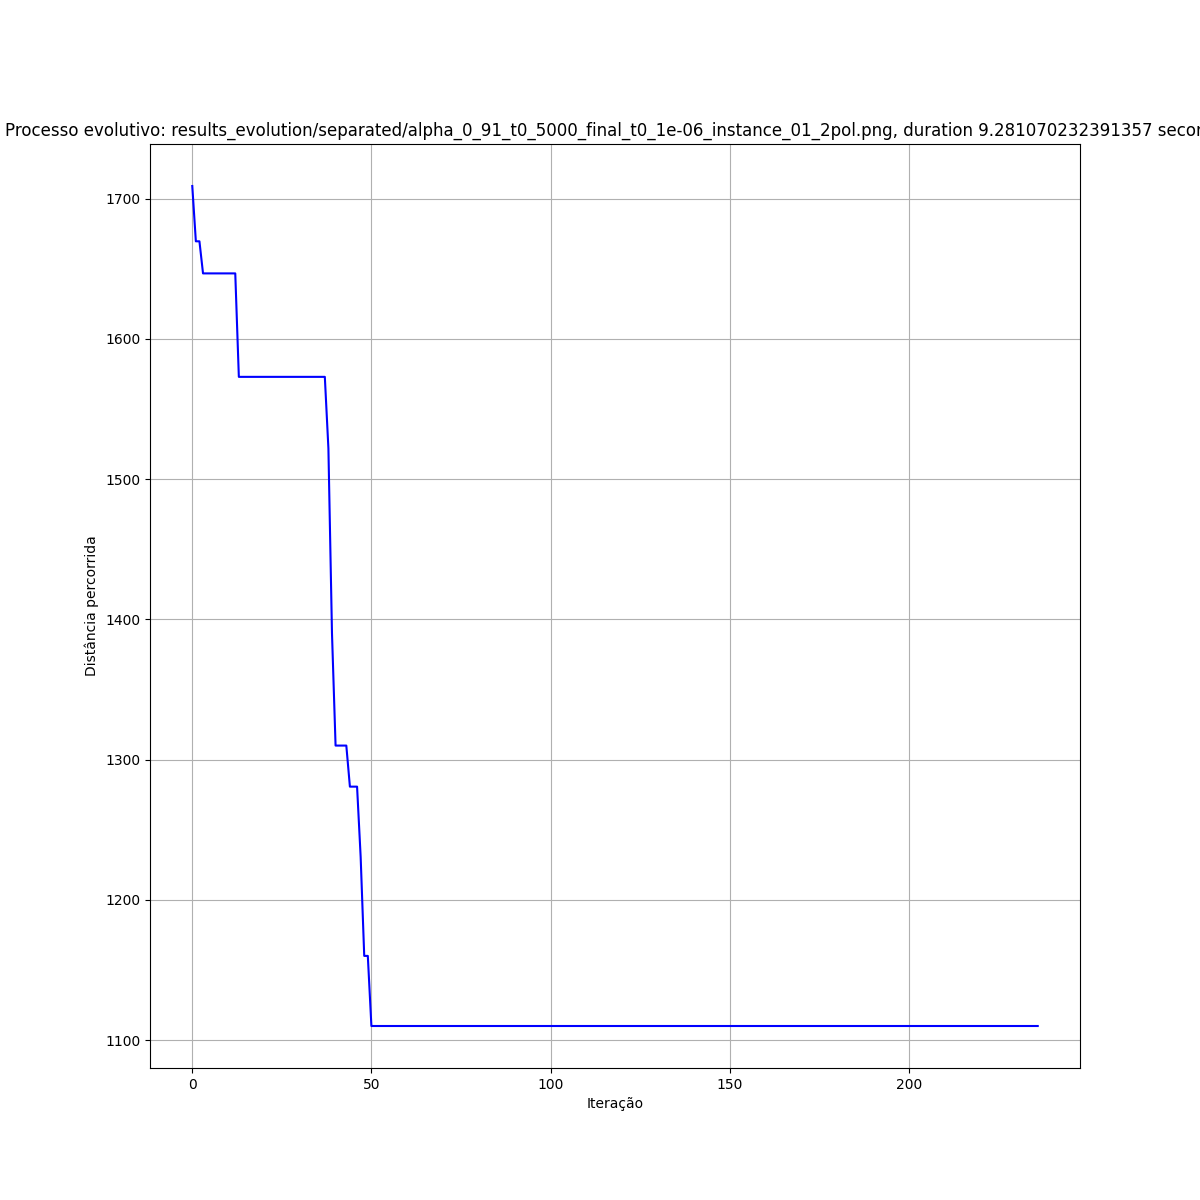 Processo evolutivo: results_evolution/separated/alpha_0_91_t0_5000_final_t0_1e-06_instance_01_2pol.png, duration 9.281070232391357
1700
1600
1500
1400
1300
1200
1100
Distância percorrida
0 50 100 150 200
Iteração